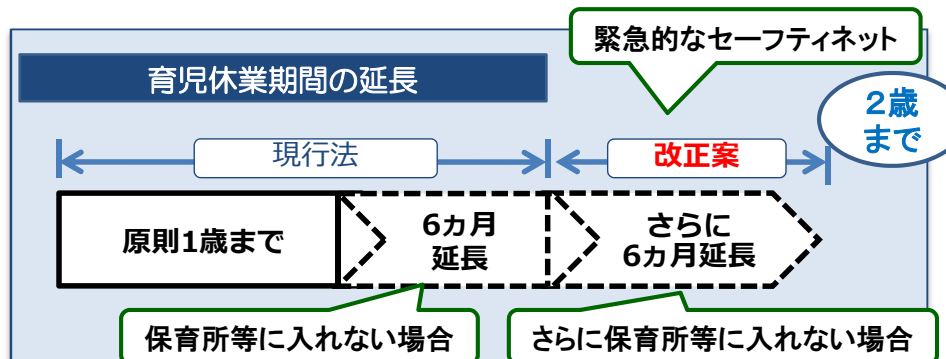 緊急的なセーフティネット
育児休業期間の延長
2歳
まで
現行法
改正案
原則1歳まで
6ヵ月
延長
さらに
6ヵ月延長
保育所等に入れない場合
さらに保育所等に入れない場合